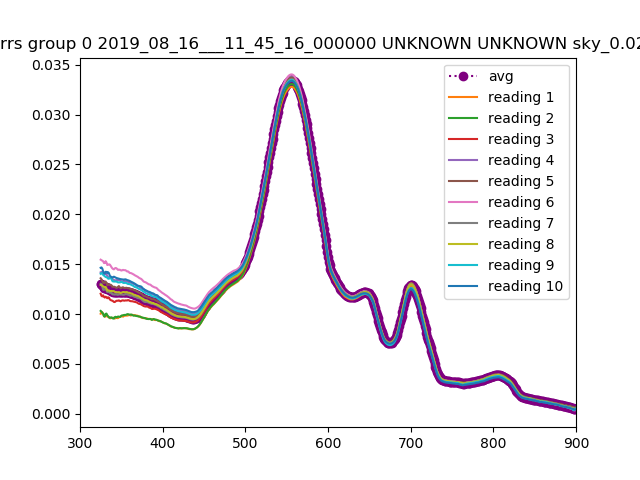 rrs group 0 2019_08_16___11_45_16_000000 UNKNOWN UNKNOWN sky_0.02
0.035
0.030
0.025
0.020
0.015
0.010
0.005
0.000
300 400 500 600 700 800 900
avg
reading 1
reading 2
reading 3
reading 4
reading 5
reading 6
reading 7
reading 8
reading 9
reading 10